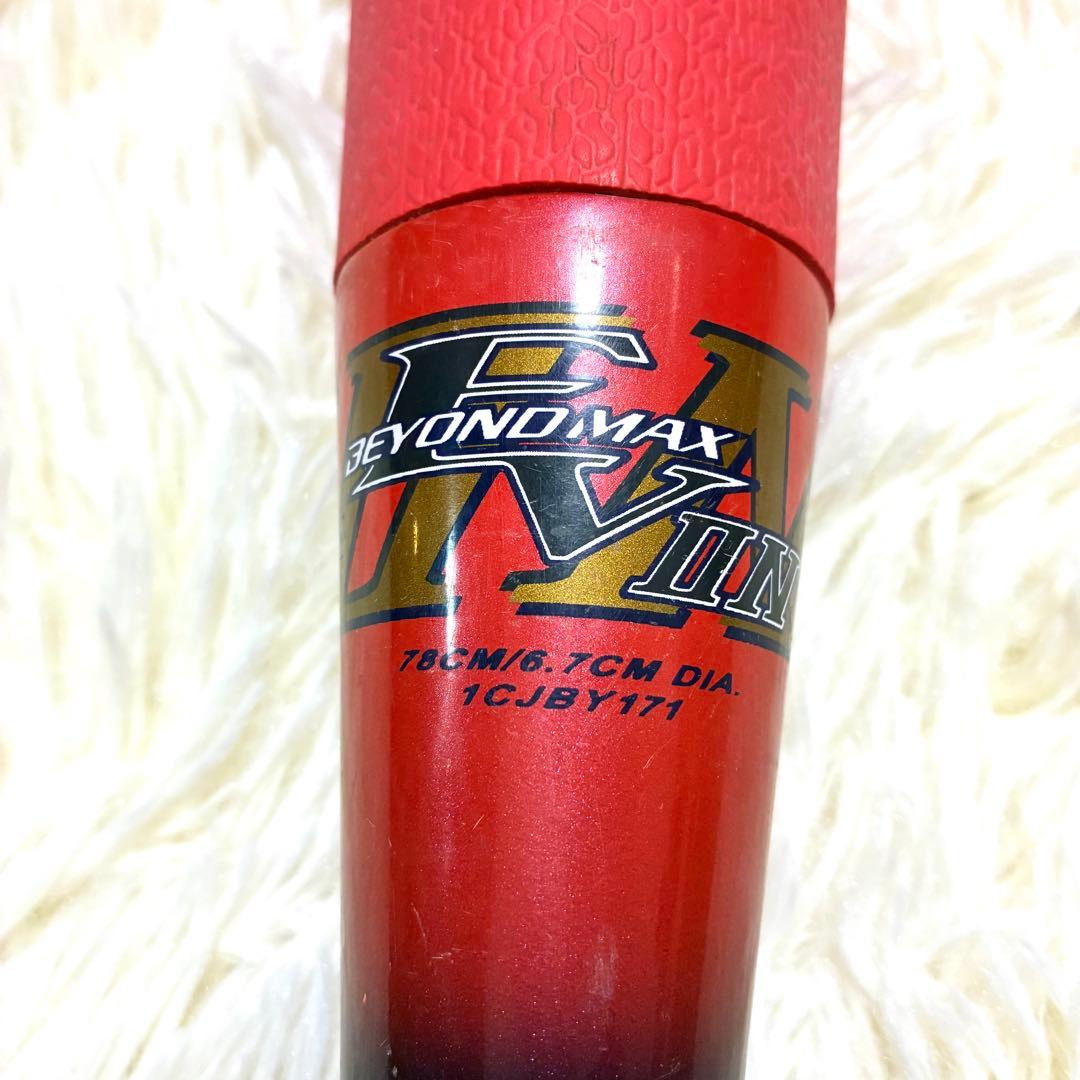 EV
BEYONDMAX
II N
78CM/6.7CM DIA.
1CJBY171